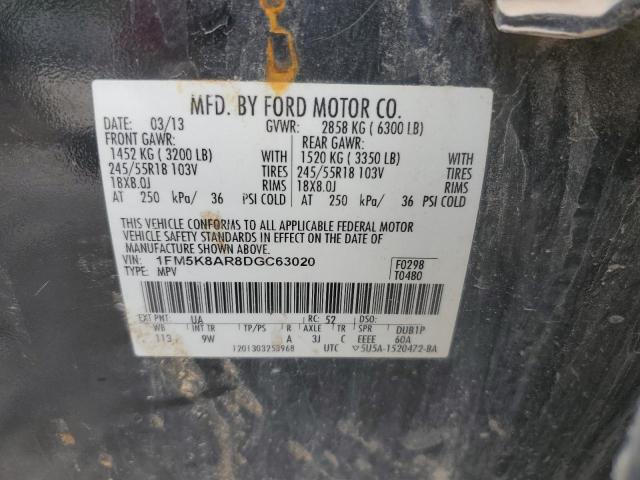 MFD. BY FORD MOTOR CO.
DATE: 03/13 GVWR: 2858 KG ( 6300 LB)
FRONT GAWR: REAR GAWR:
1452 KG ( 3200 LB) WITH 1520 KG ( 3350 LB) WITH
245/55R18 103V TIRES 245/55R18 103V TIRES
18X8.0J RIMS 18X8.0J RIMS
AT 250 kPa/ 36 PSI COLD AT 250 kPa/ 36 PSI COLD
THIS VEHICLE CONFORMS TO ALL APPLICABLE FEDERAL MOTOR
VEHICLE SAFETY STANDARDS IN EFFECT ON THE DATE OF
MANUFACTURE SHOWN ABOVE.
VIN: 1FM5K8AR8DGC63020 F0298
TYPE: MPV T0480
EXT PNT: UA RC: 52 DSO:
WB INT TR TP/PS R AXLE TR SPR DUB1P
113 9W A 3J C EEEE 60A
1201303253968 UTC ▽5U5A-1520472-BA